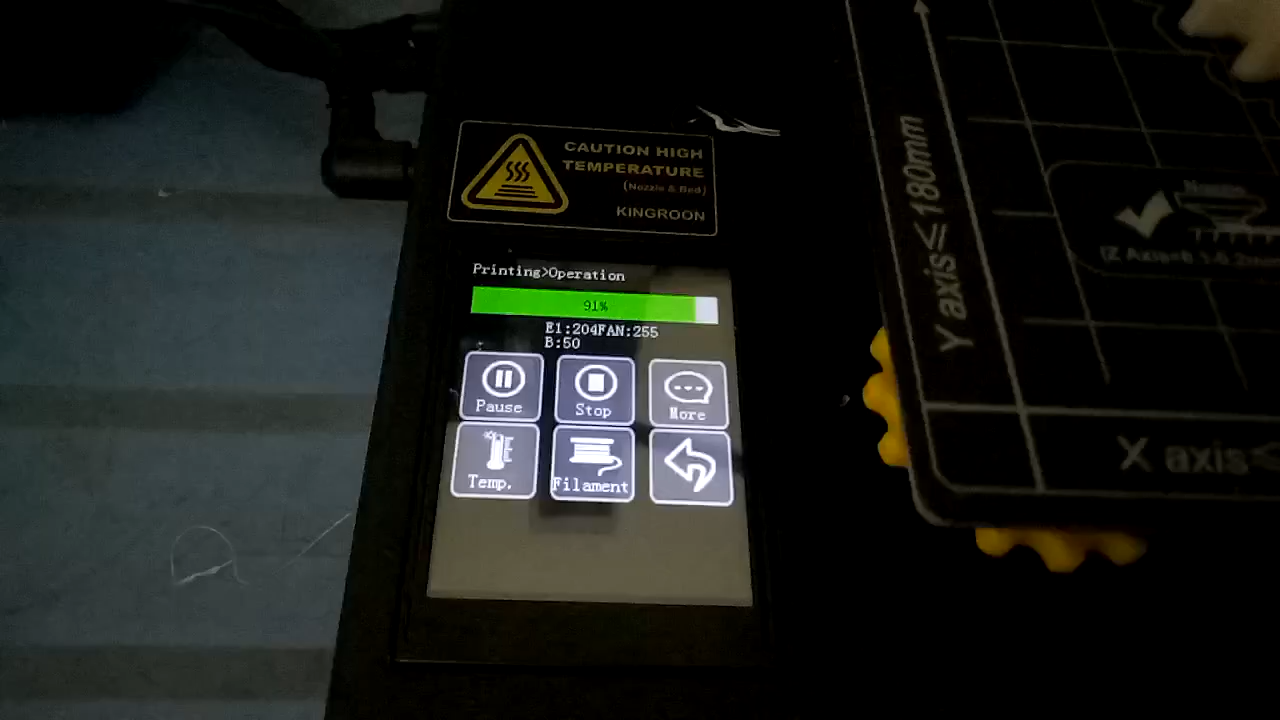 CAUTION HIGH
TEMPERATURE
(Nozzle & Bed)
KINGROON
Printing>Operation
91%
E1:204FAN:255
B:50
Pause
Stop
More
Temp.
Filament
Y axis≤180mm
X axis≤